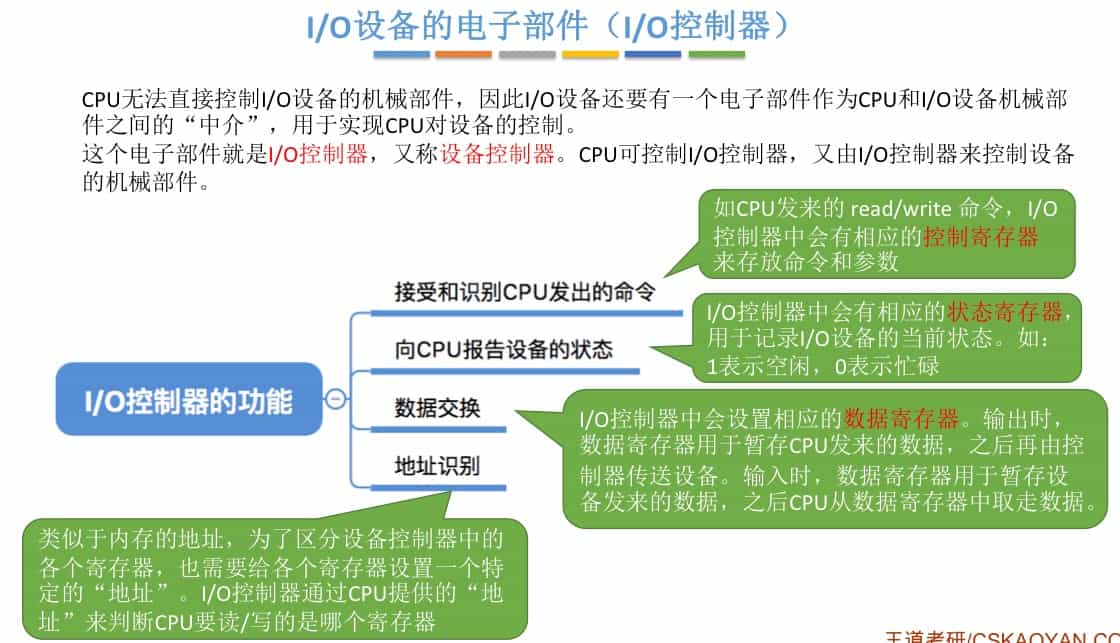 I/O设备的电子部件（I/O控制器）
CPU无法直接控制I/O设备的机械部件，因此I/O设备还要有一个电子部件作为CPU和I/O设备机械部
件之间的“中介”，用于实现CPU对设备的控制。
这个电子部件就是I/O控制器，又称设备控制器。CPU可控制I/O控制器，又由I/O控制器来控制设备
的机械部件。
如CPU发来的 read/write 命令，I/O
控制器中会有相应的控制寄存器
来存放命令和参数
接受和识别CPU发出的命令
I/O控制器中会有相应的状态寄存器，
用于记录I/O设备的当前状态。如：
1表示空闲，0表示忙碌
向CPU报告设备的状态
I/O控制器的功能
数据交换
I/O控制器中会设置相应的数据寄存器。输出时，
数据寄存器用于暂存CPU发来的数据，之后再由控
制器传送设备。输入时，数据寄存器用于暂存设
备发来的数据，之后CPU从数据寄存器中取走数据。
地址识别
类似于内存的地址，为了区分设备控制器中的
各个寄存器，也需要给各个寄存器设置一个特
定的“地址”。I/O控制器通过CPU提供的“地
址”来判断CPU要读/写的是哪个寄存器
王道考研/CSKAOYAN.CO